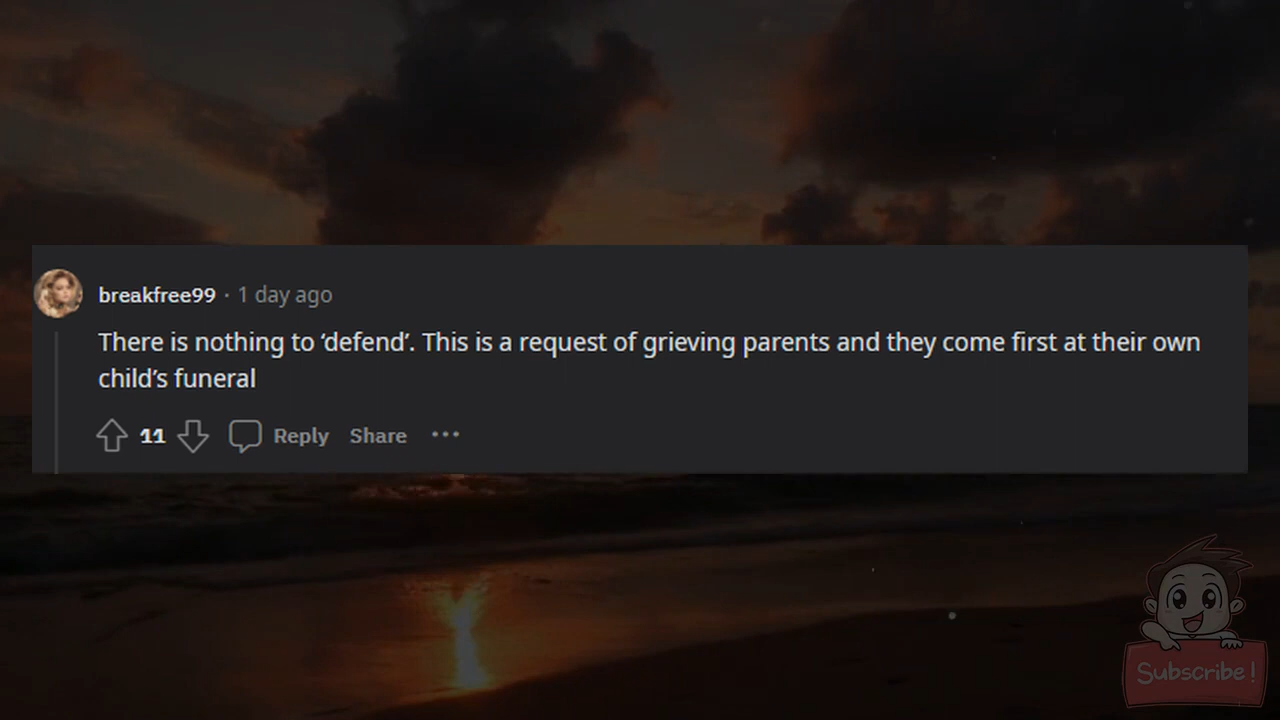 breakfree99 · 1 day ago
There is nothing to ‘defend’. This is a request of grieving parents and they come first at their own
child’s funeral
11 Reply Share ···
Subscribe!